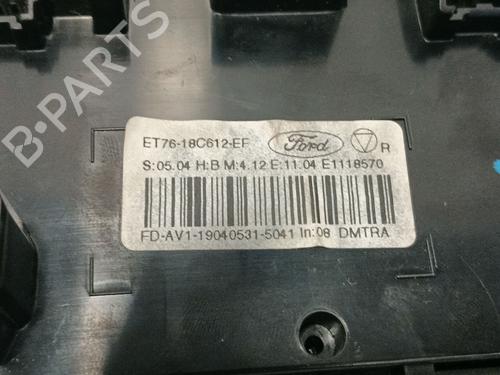 B-PARTS
ET76-18C612-EF Ford R
S:05.04 H:B M:4.12 E:11.04 E1118570
FD-AV1-19040531-5041 In:08 DMTRA